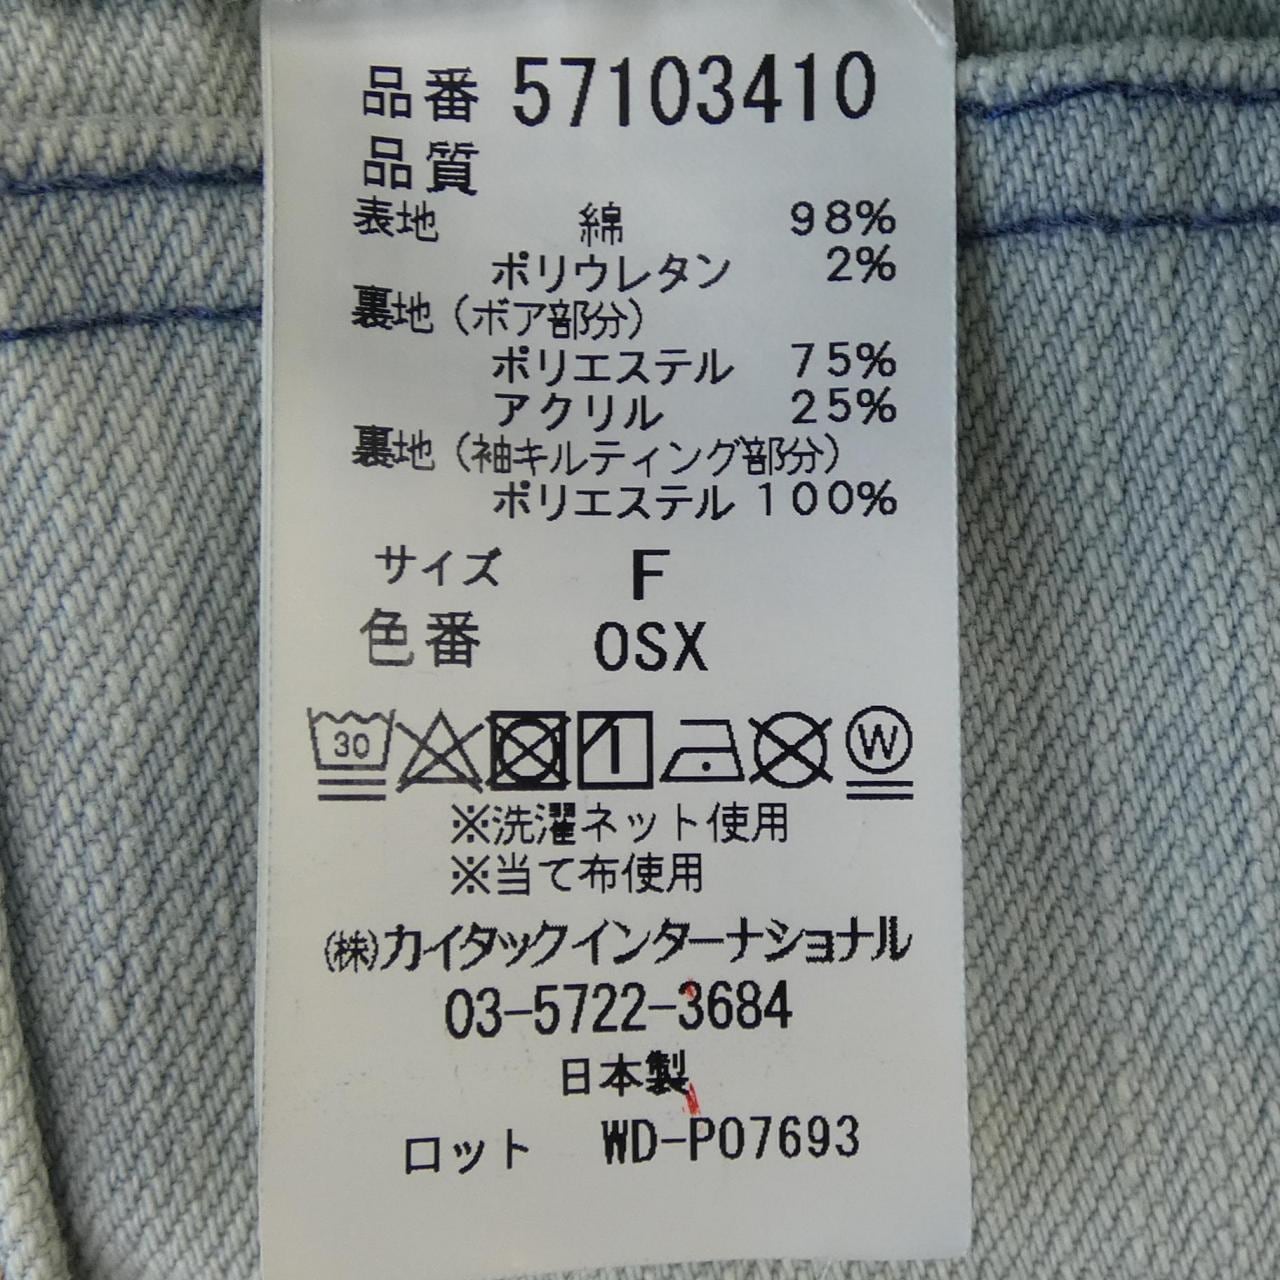 品番 57103410
品質
表地 綿 98%
ポリウレタン 2%
裏地(ボア部分)
ポリエステル 75%
アクリル 25%
裏地(袖キルティング部分)
ポリエステル 100%
サイズ F
色番 OSX
30 W
※洗濯ネット使用
※当て布使用
(株)カイタックインターナショナル
03-5722-3684
日本製
ロット WD-P07693